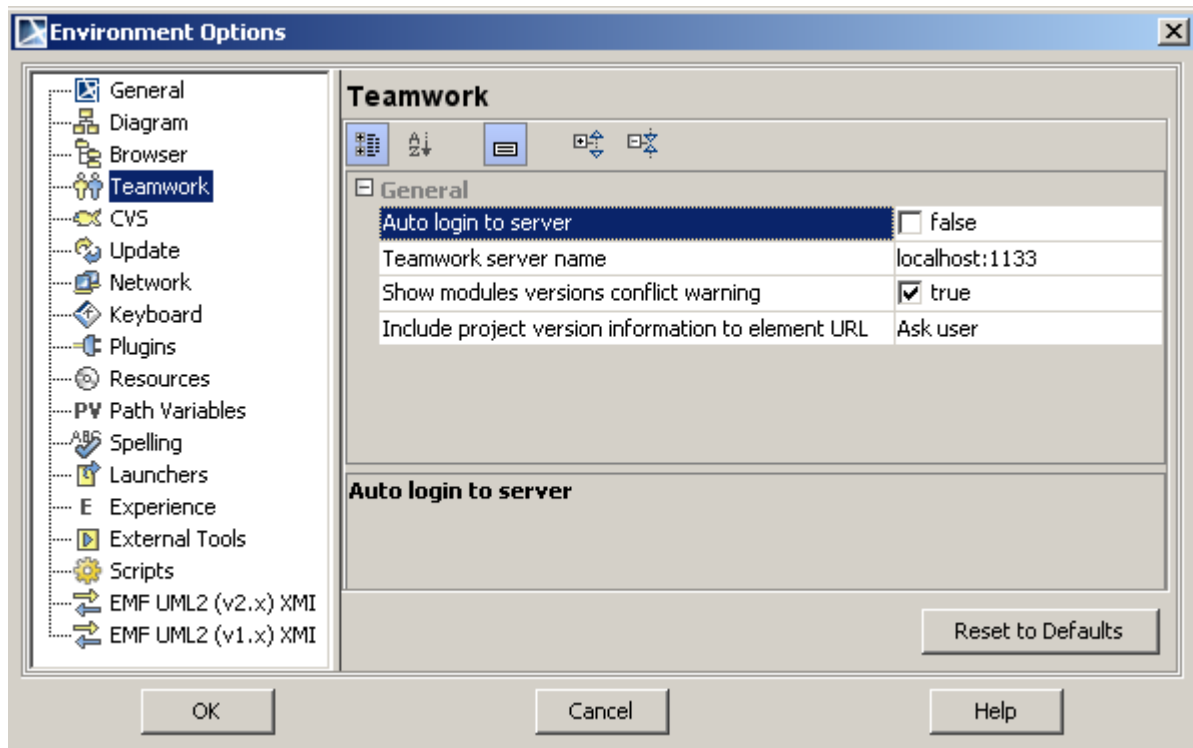 Environment Options
General
Diagram
Browser
Teamwork
CVS
Update
Network
Keyboard
Plugins
Resources
PV Path Variables
ABC Spelling
Launchers
E Experience
External Tools
Scripts
EMF UML2 (v2.x) XMI
EMF UML2 (v1.x) XMI
Teamwork
General
Auto login to server false
Teamwork server name localhost:1133
Show modules versions conflict warning true
Include project version information to element URL Ask user
Auto login to server
Reset to Defaults
OK Cancel Help